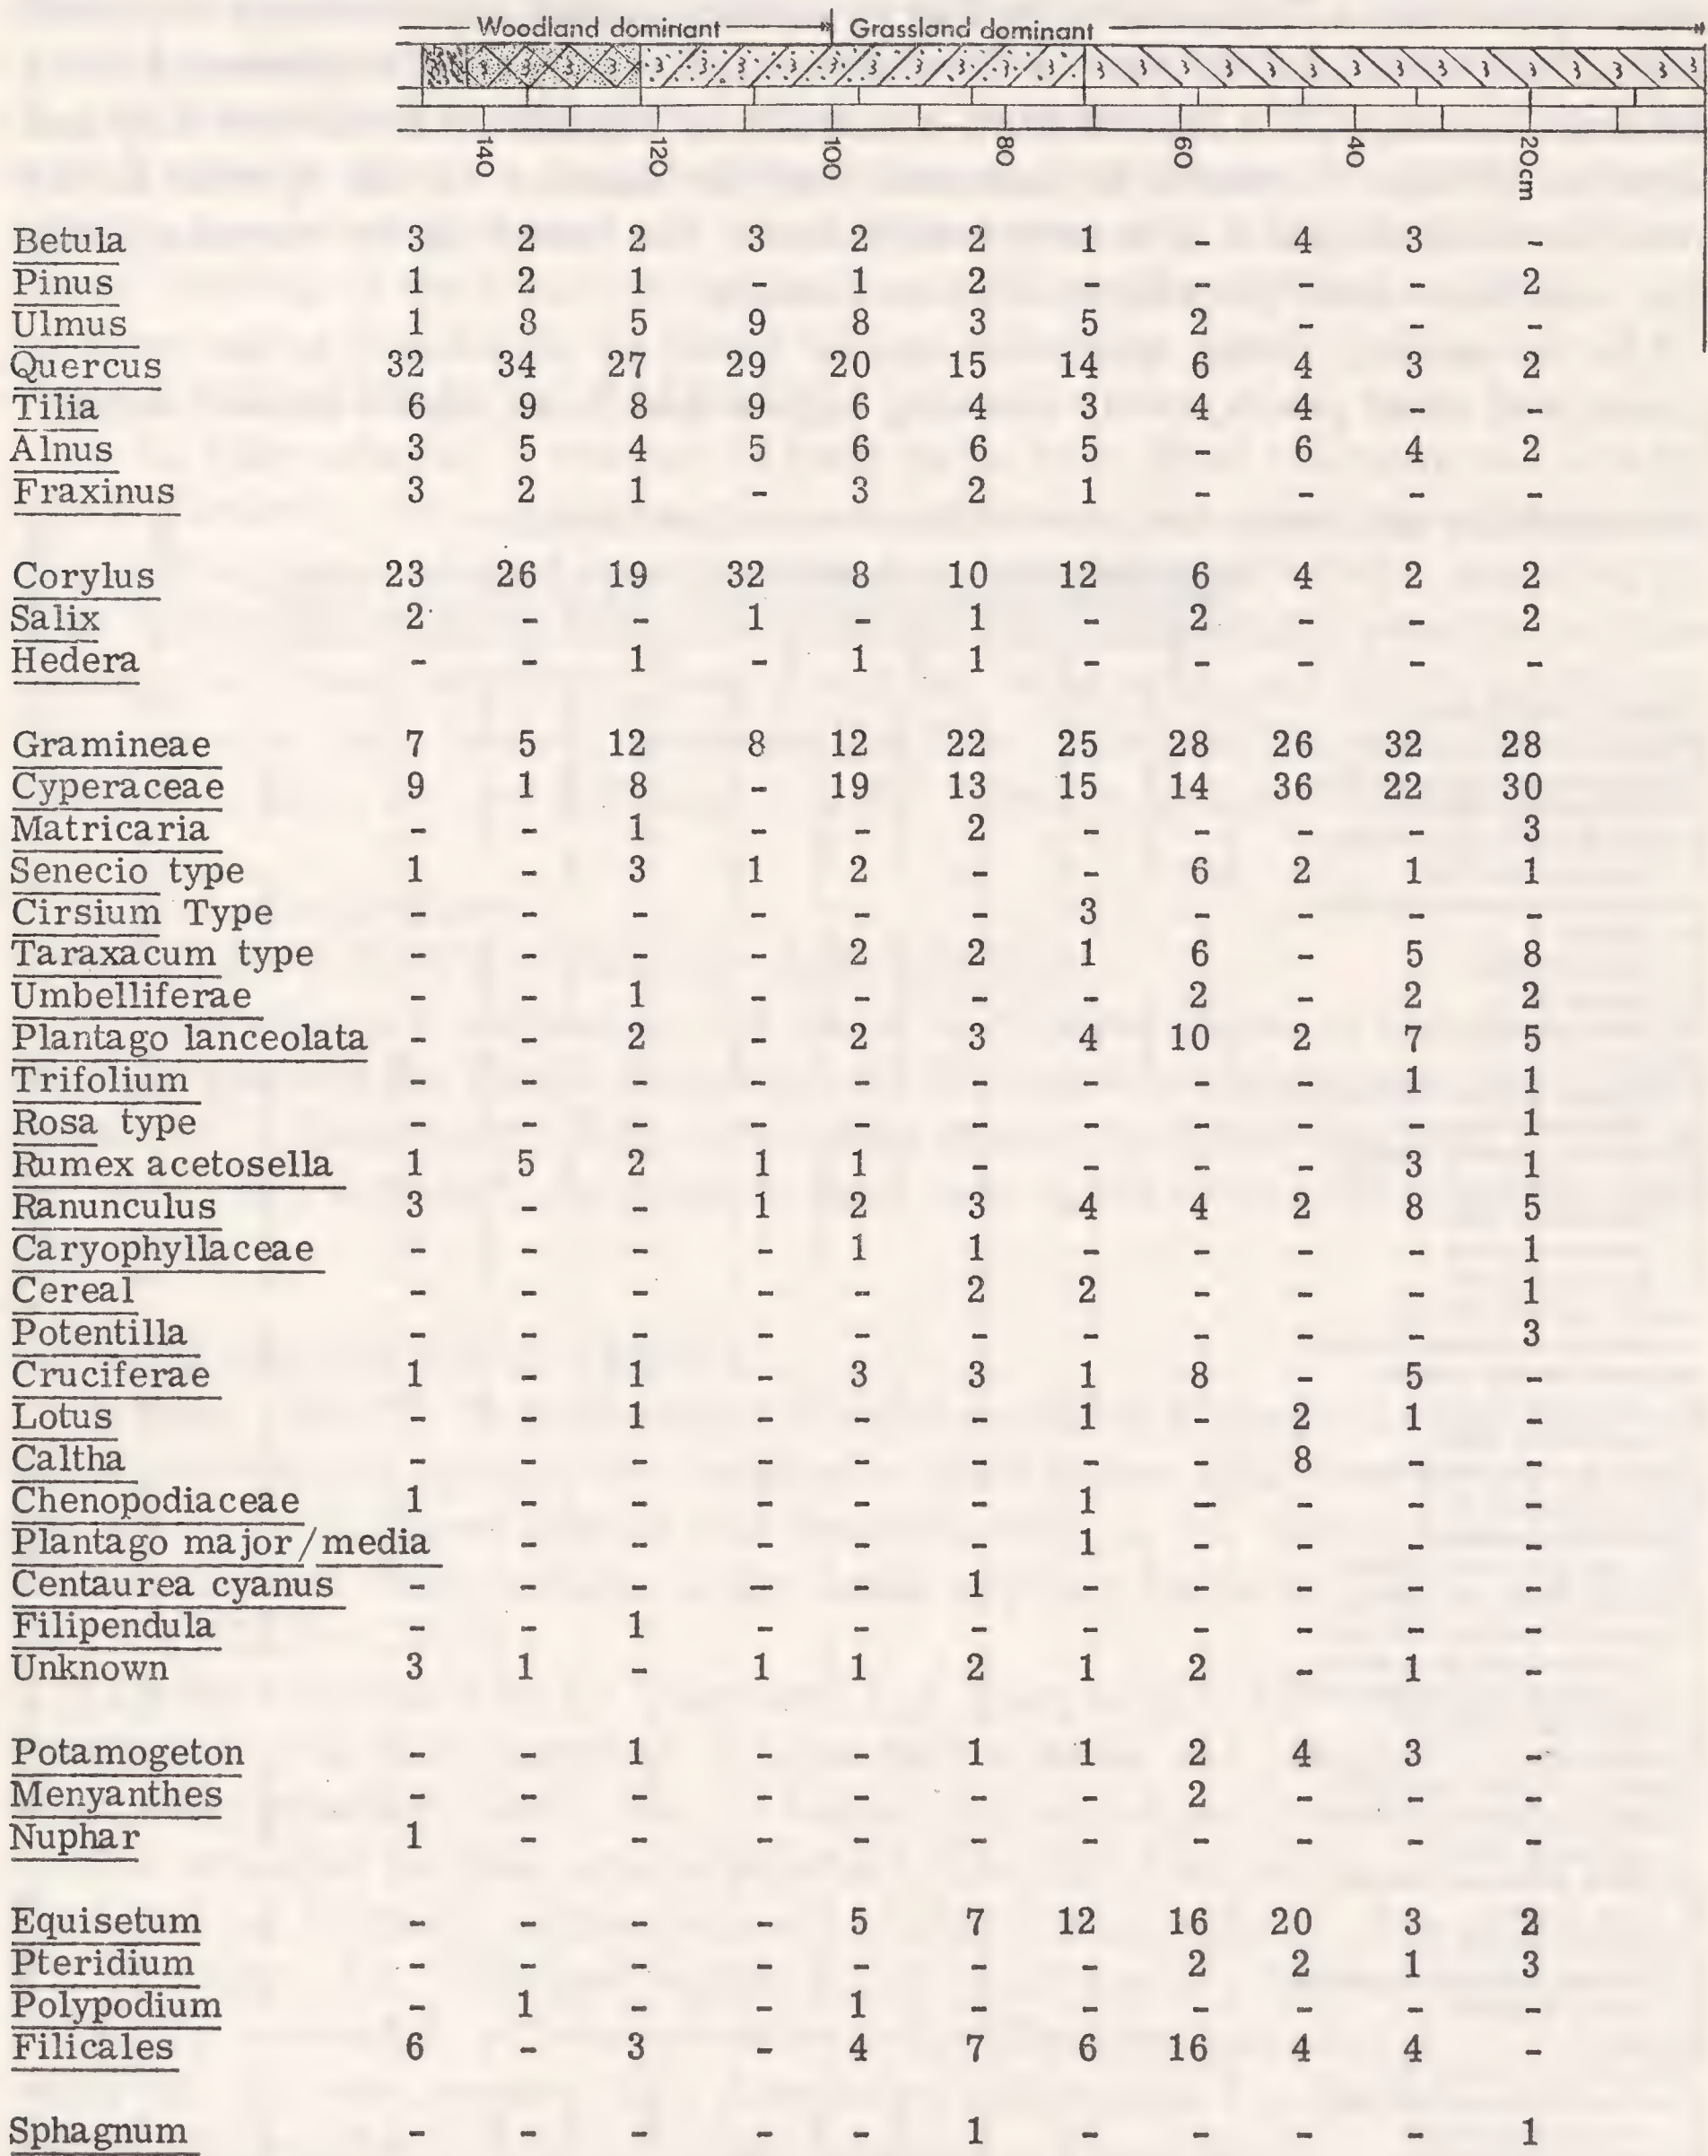 Woodland dominant Grassland dominant
140 120 100 80 60 40 20cm
Betula 3 2 2 3 2 2 1 - 4 3 -
Pinus 1 2 1 - 1 2 - - - - 2
Ulmus 1 8 5 9 8 3 5 2 - - -
Quercus 32 34 27 29 20 15 14 6 4 3 2
Tilia 6 9 8 9 6 4 3 4 4 - -
Alnus 3 5 4 5 6 6 5 - 6 4 2
Fraxinus 3 2 1 - 3 2 1 - - - -
Corylus 23 26 19 32 8 10 12 6 4 2 2
Salix 2 - - 1 - 1 - 2 - - 2
Hedera - - 1 - 1 1 - - - - -
Gramineae 7 5 12 8 12 22 25 28 26 32 28
Cyperaceae 9 1 8 - 19 13 15 14 36 22 30
Matricaria - - 1 - - 2 - - - - 3
Senecio type 1 - 3 1 2 - - 6 2 1 1
Cirsium Type - - - - - - 3 - - - -
Taraxacum type - - - - 2 2 1 6 - 5 8
Umbelliferae - - 1 - - - - 2 - 2 2
Plantago lanceolata - - 2 - 2 3 4 10 2 7 5
Trifolium - - - - - - - - - 1 1
Rosa type - - - - - - - - - - 1
Rumex acetosella 1 5 2 1 1 - - - - 3 1
Ranunculus 3 - - 1 2 3 4 4 2 8 5
Caryophyllaceae - - - - 1 1 - - - - 1
Cereal - - - - - 2 2 - - - 1
Potentilla - - - - - - - - - - 3
Cruciferae 1 - 1 - 3 3 1 8 - 5 -
Lotus - - 1 - - - 1 - 2 1 -
Caltha - - - - - - - - 8 - -
Chenopodiaceae 1 - - - - - 1 - - - -
Plantago major/media - - - - - 1 - - - -
Centaurea cyanus - - - - - 1 - - - - -
Filipendula - - 1 - - - - - - - -
Unknown 3 1 - 1 1 2 1 2 - 1 -
Potamogeton - - 1 - - 1 1 2 4 3 -
Menyanthes - - - - - - - 2 - - -
Nuphar 1 - - - - - - - - - -
Equisetum - - - - 5 7 12 16 20 3 2
Pteridium - - - - - - - 2 2 1 3
Polypodium - 1 - - 1 - - - - - -
Filicales 6 - 3 - 4 7 6 16 4 4 -
Sphagnum - - - - - 1 - - - - 1